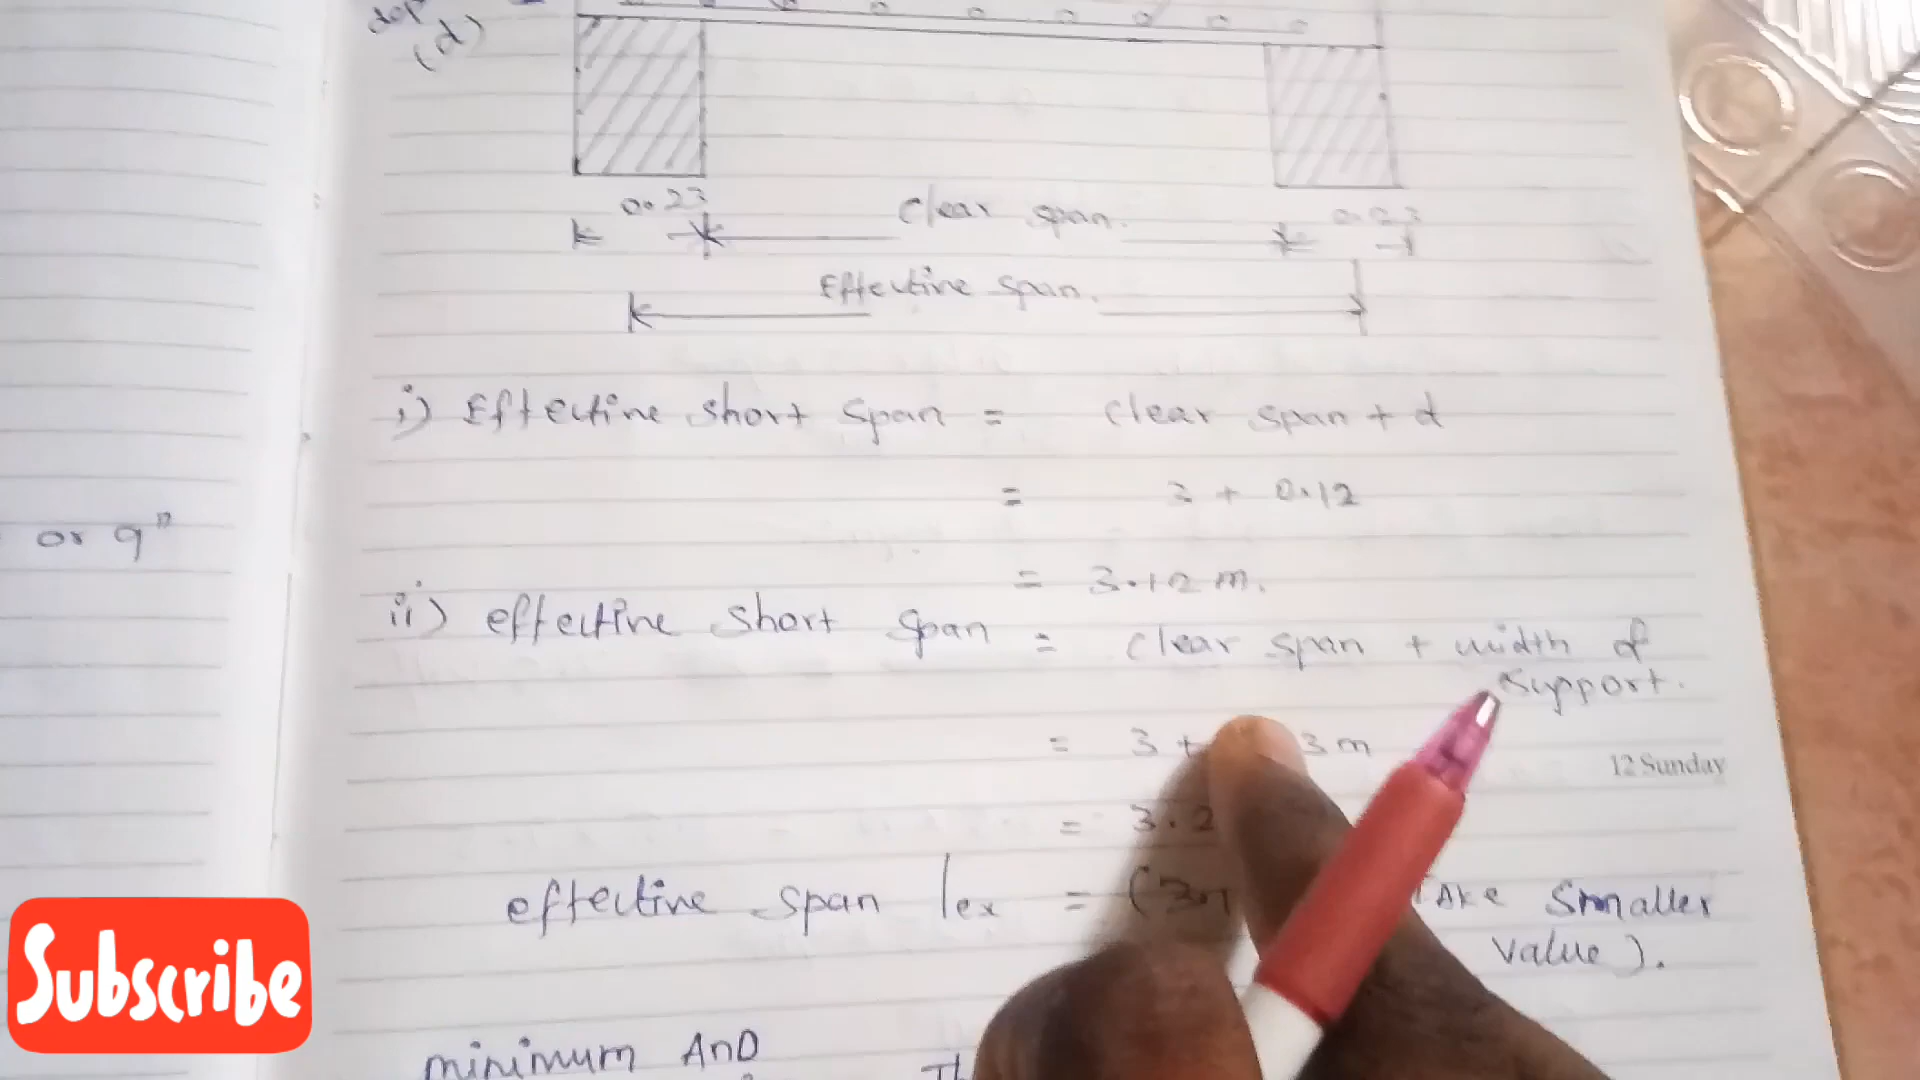 (d)
0.23 clear span. 0.23
Effective span.
i) Effective short span = clear span + d
= 3 + 0.12
or 9"
= 3.12 m.
ii) effective short span = clear span + width of
support.
= 3 + 3 m
12 Sunday
= 3.2
effective span lex = (3 Take Smaller
value).
minimum AND
Subscribe